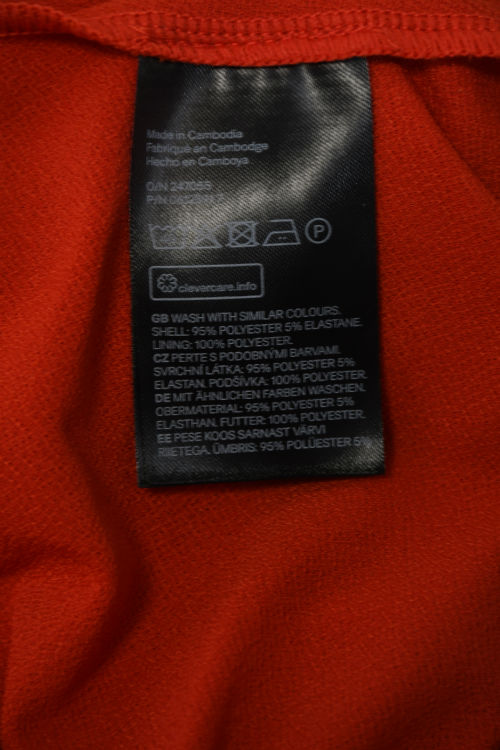 Made in Cambodia
Fabriqué en Cambodge
Hecho en Camboya
O/N 247055
P/N
P
clevercare.info
GB WASH WITH SIMILAR COLOURS.
SHELL: 95% POLYESTER 5% ELASTANE.
LINING: 100% POLYESTER.
CZ PERTE S PODOBNÝMI BARVAMI.
SVRCHNÍ LÁTKA: 95% POLYESTER 5%
ELASTAN. PODŠÍVKA: 100% POLYESTER.
DE MIT ÄHNLICHEN FARBEN WASCHEN.
OBERMATERIAL: 95% POLYESTER 5%
ELASTHAN. FUTTER: 100% POLYESTER.
EE PESE KOOS SARNAST VÄRVI
RIIETEGA. ÜMBRIS: 95% POLÜESTER 5%